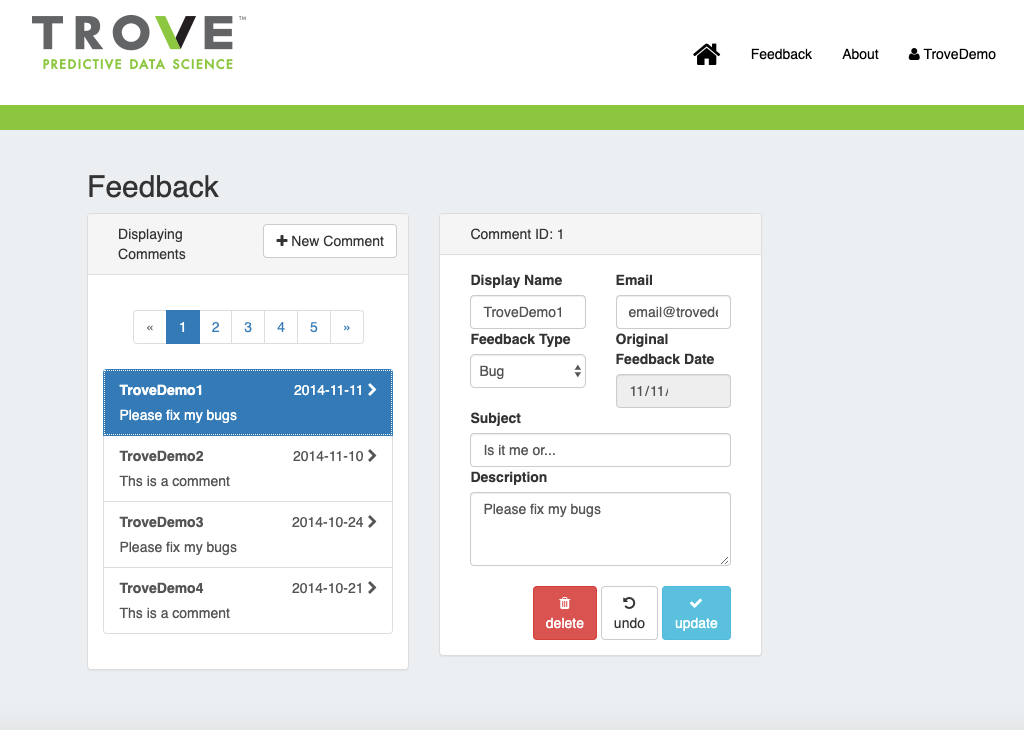 TROVE™
PREDICTIVE DATA SCIENCE
Feedback
About
TroveDemo
Feedback
Displaying
Comments
New Comment
« 1 2 3 4 5 »
TroveDemo1 2014-11-11
Please fix my bugs
TroveDemo2 2014-11-10
Ths is a comment
TroveDemo3 2014-10-24
Please fix my bugs
TroveDemo4 2014-10-21
Ths is a comment
Comment ID: 1
Display Name
TroveDemo1
Email
email@trovede
Feedback Type
Bug
Original
Feedback Date
11/11/
Subject
Is it me or...
Description
Please fix my bugs
delete
undo
update